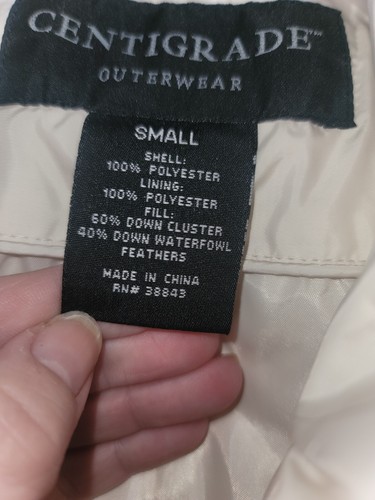 CENTIGRADE™
OUTERWEAR
SMALL
SHELL:
100% POLYESTER
LINING:
100% POLYESTER
FILL:
60% DOWN CLUSTER
40% DOWN WATERFOWL
FEATHERS
MADE IN CHINA
RN# 38843